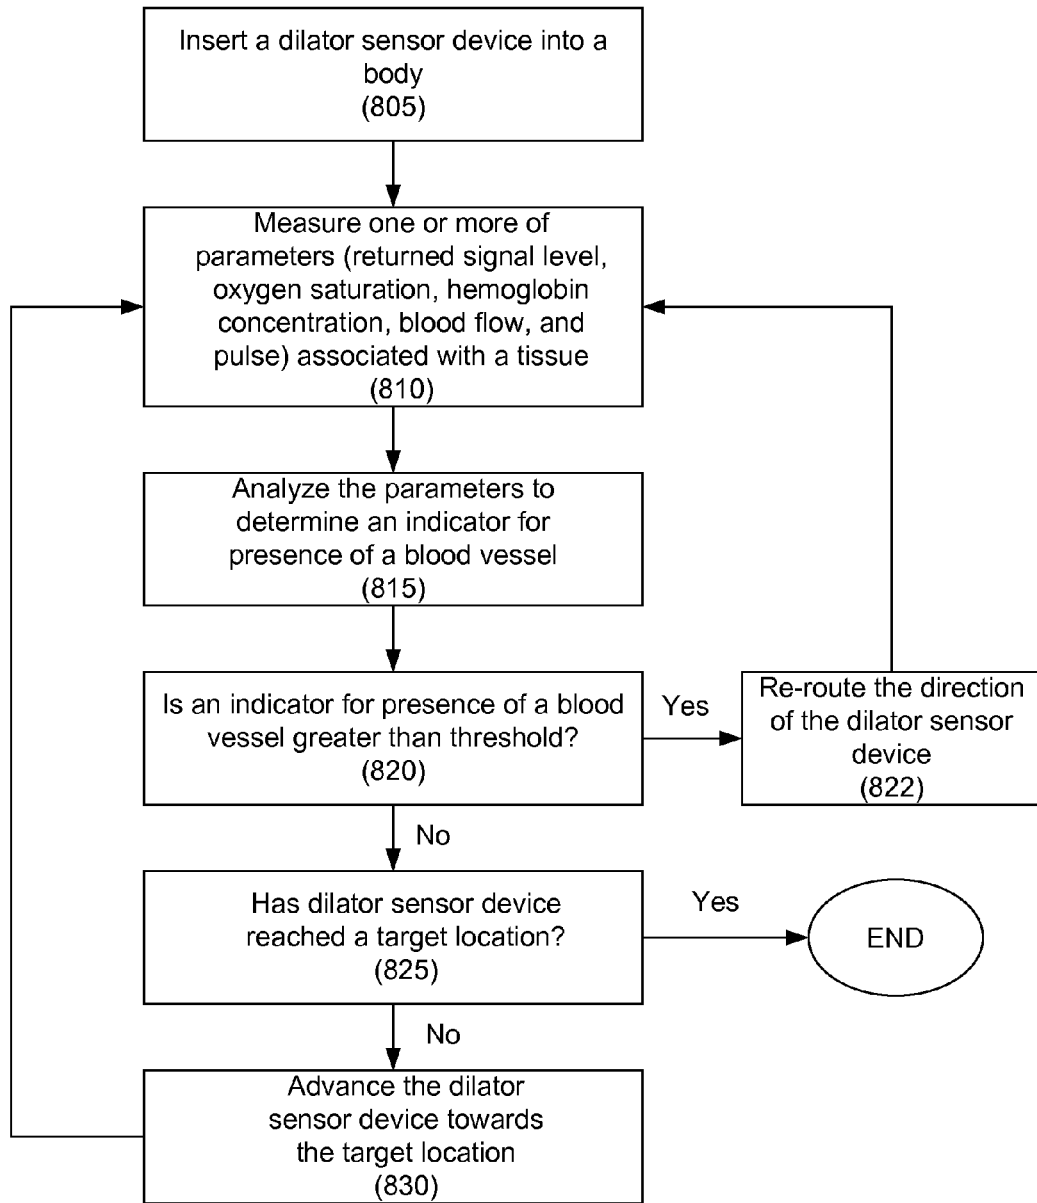 Insert a dilator sensor device into a
body
(805)
Measure one or more of
parameters (returned signal level,
oxygen saturation, hemoglobin
concentration, blood flow, and
pulse) associated with a tissue
(810)
Analyze the parameters to
determine an indicator for
presence of a blood vessel
(815)
Is an indicator for presence of a blood
vessel greater than threshold?
(820)
Yes
Re-route the direction
of the dilator sensor
device
(822)
No
Has dilator sensor device
reached a target location?
(825)
Yes
END
No
Advance the dilator
sensor device towards
the target location
(830)